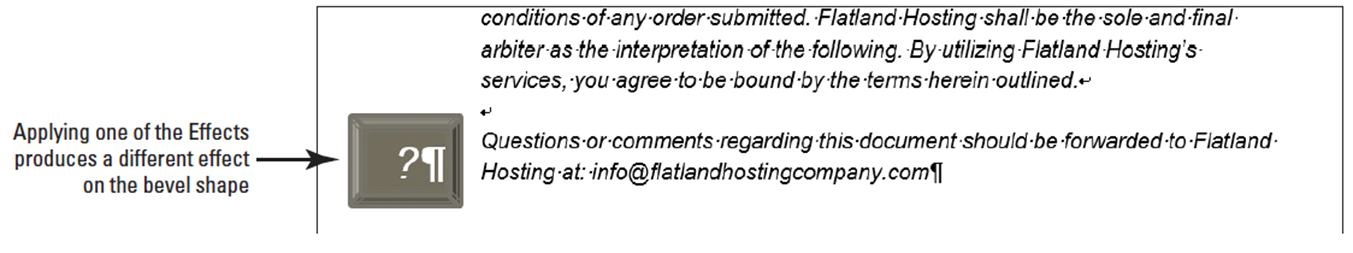 conditions·of·any·order·submitted.·Flatland·Hosting·shall·be·the·sole·and·final·
arbiter·as·the·interpretation·of·the·following.··By·utilizing·Flatland·Hosting's·
services,·you·agree·to·be·bound·by·the·terms·herein·outlined.↵
↵
Applying one of the Effects
produces a different effect
on the bevel shape
?¶
Questions·or·comments·regarding·this·document·should·be·forwarded·to·Flatland·
Hosting·at:·info@flatlandhostingcompany.com¶